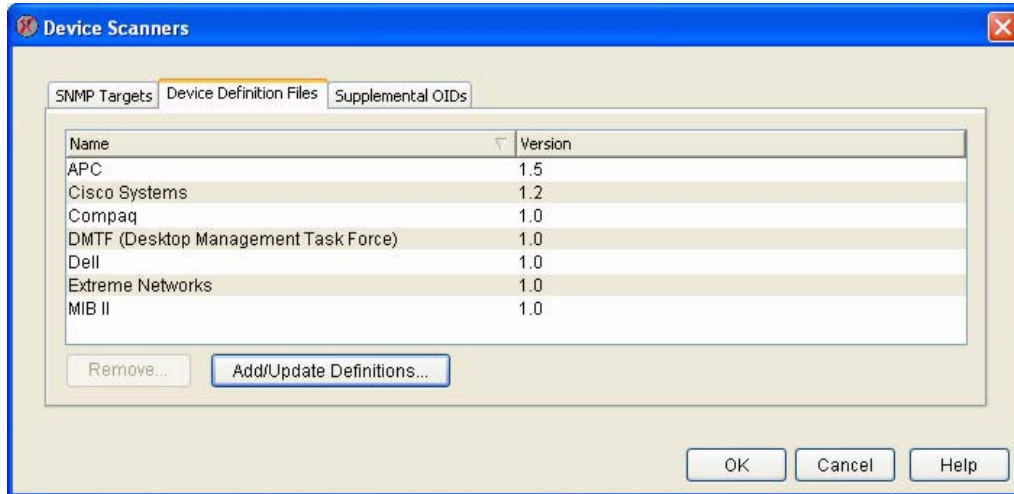 Device Scanners
SNMP Targets Device Definition Files Supplemental OIDs
Name Version
APC 1.5
Cisco Systems 1.2
Compaq 1.0
DMTF (Desktop Management Task Force) 1.0
Dell 1.0
Extreme Networks 1.0
MIB II 1.0
Remove... Add/Update Definitions...
OK Cancel Help